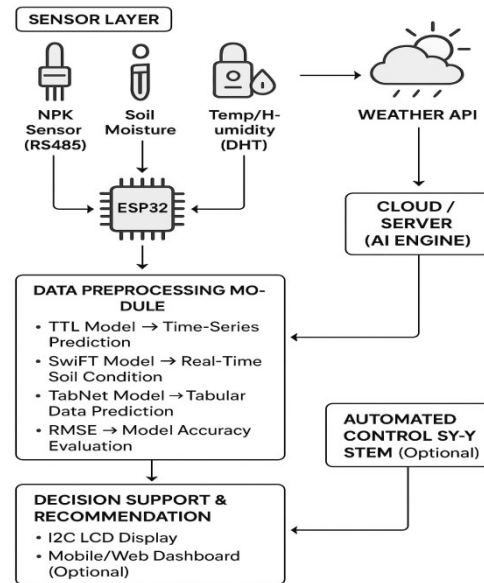 SENSOR LAYER
NPK
Sensor
(RS485)
Soil
Moisture
Temp/H-
umidity
(DHT)
WEATHER API
ESP32
CLOUD /
SERVER
(AI ENGINE)
DATA PREPROCESSING MO-
DULE
• TTL Model → Time-Series
Prediction
• SwiFT Model → Real-Time
Soil Condition
• TabNet Model → Tabular
Data Prediction
• RMSE → Model Accuracy
Evaluation
AUTOMATED
CONTROL SY-Y
STEM (Optional)
DECISION SUPPORT &
RECOMMENDATION
• I2C LCD Display
• Mobile/Web Dashboard
(Optional)